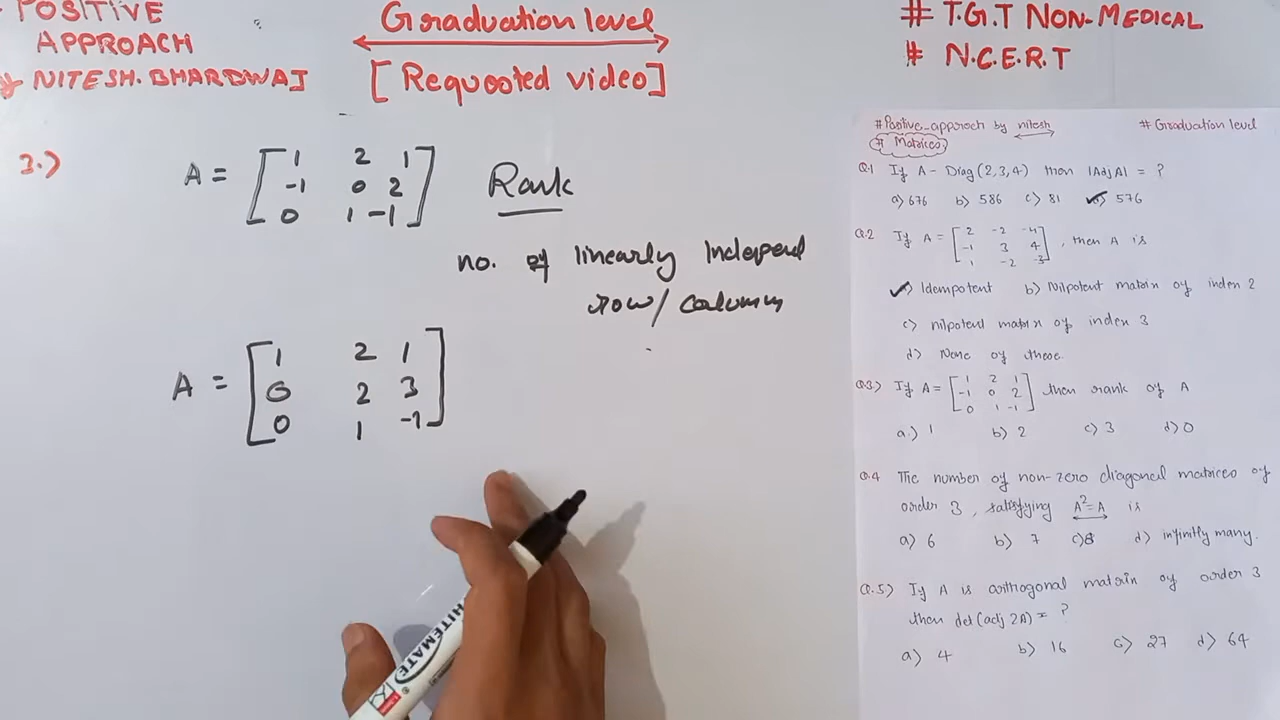 POSITIVE
APPROACH
NITESH. BHARDWAJ
Graduation level
[Requested video]
# T.G.T NON-MEDICAL
# N.C.E.R.T
3.)
A = [ 1 2 1
-1 0 2
0 1 -1 ]
Rank
no. of linearly Independ
row/ column
A = [ 1 2 1
0 2 3
0 1 -1 ]
WHITEMATE
#Positive_approch by nitesh
# Graduation level
# Matrices
Q.1 If A - Diag (2,3,4) then |AdjA| = ?
a) 676 b) 586 c) 81 d) 576
Q.2 If A = [ 2 -2 -4
-1 3 4
1 -2 -3 ] , then A is
a) Idempotent b) Nilpotent matrix of index 2
c) nilpotent matrix of index 3
d) None of these
Q.3) If A = [ 1 2 1
-1 0 2
0 1 -1 ] then rank of A
a.) 1 b) 2 c) 3 d) 0
Q.4 The number of non-zero diagonal matrices of
order 3, satisfying A²=A is
a) 6 b) 7 c) 8 d) infinitly many.
Q.5) If A is orthogonal matrix of order 3
then det(adj 2A) = ?
a) 4 b) 16 c) 27 d) 64